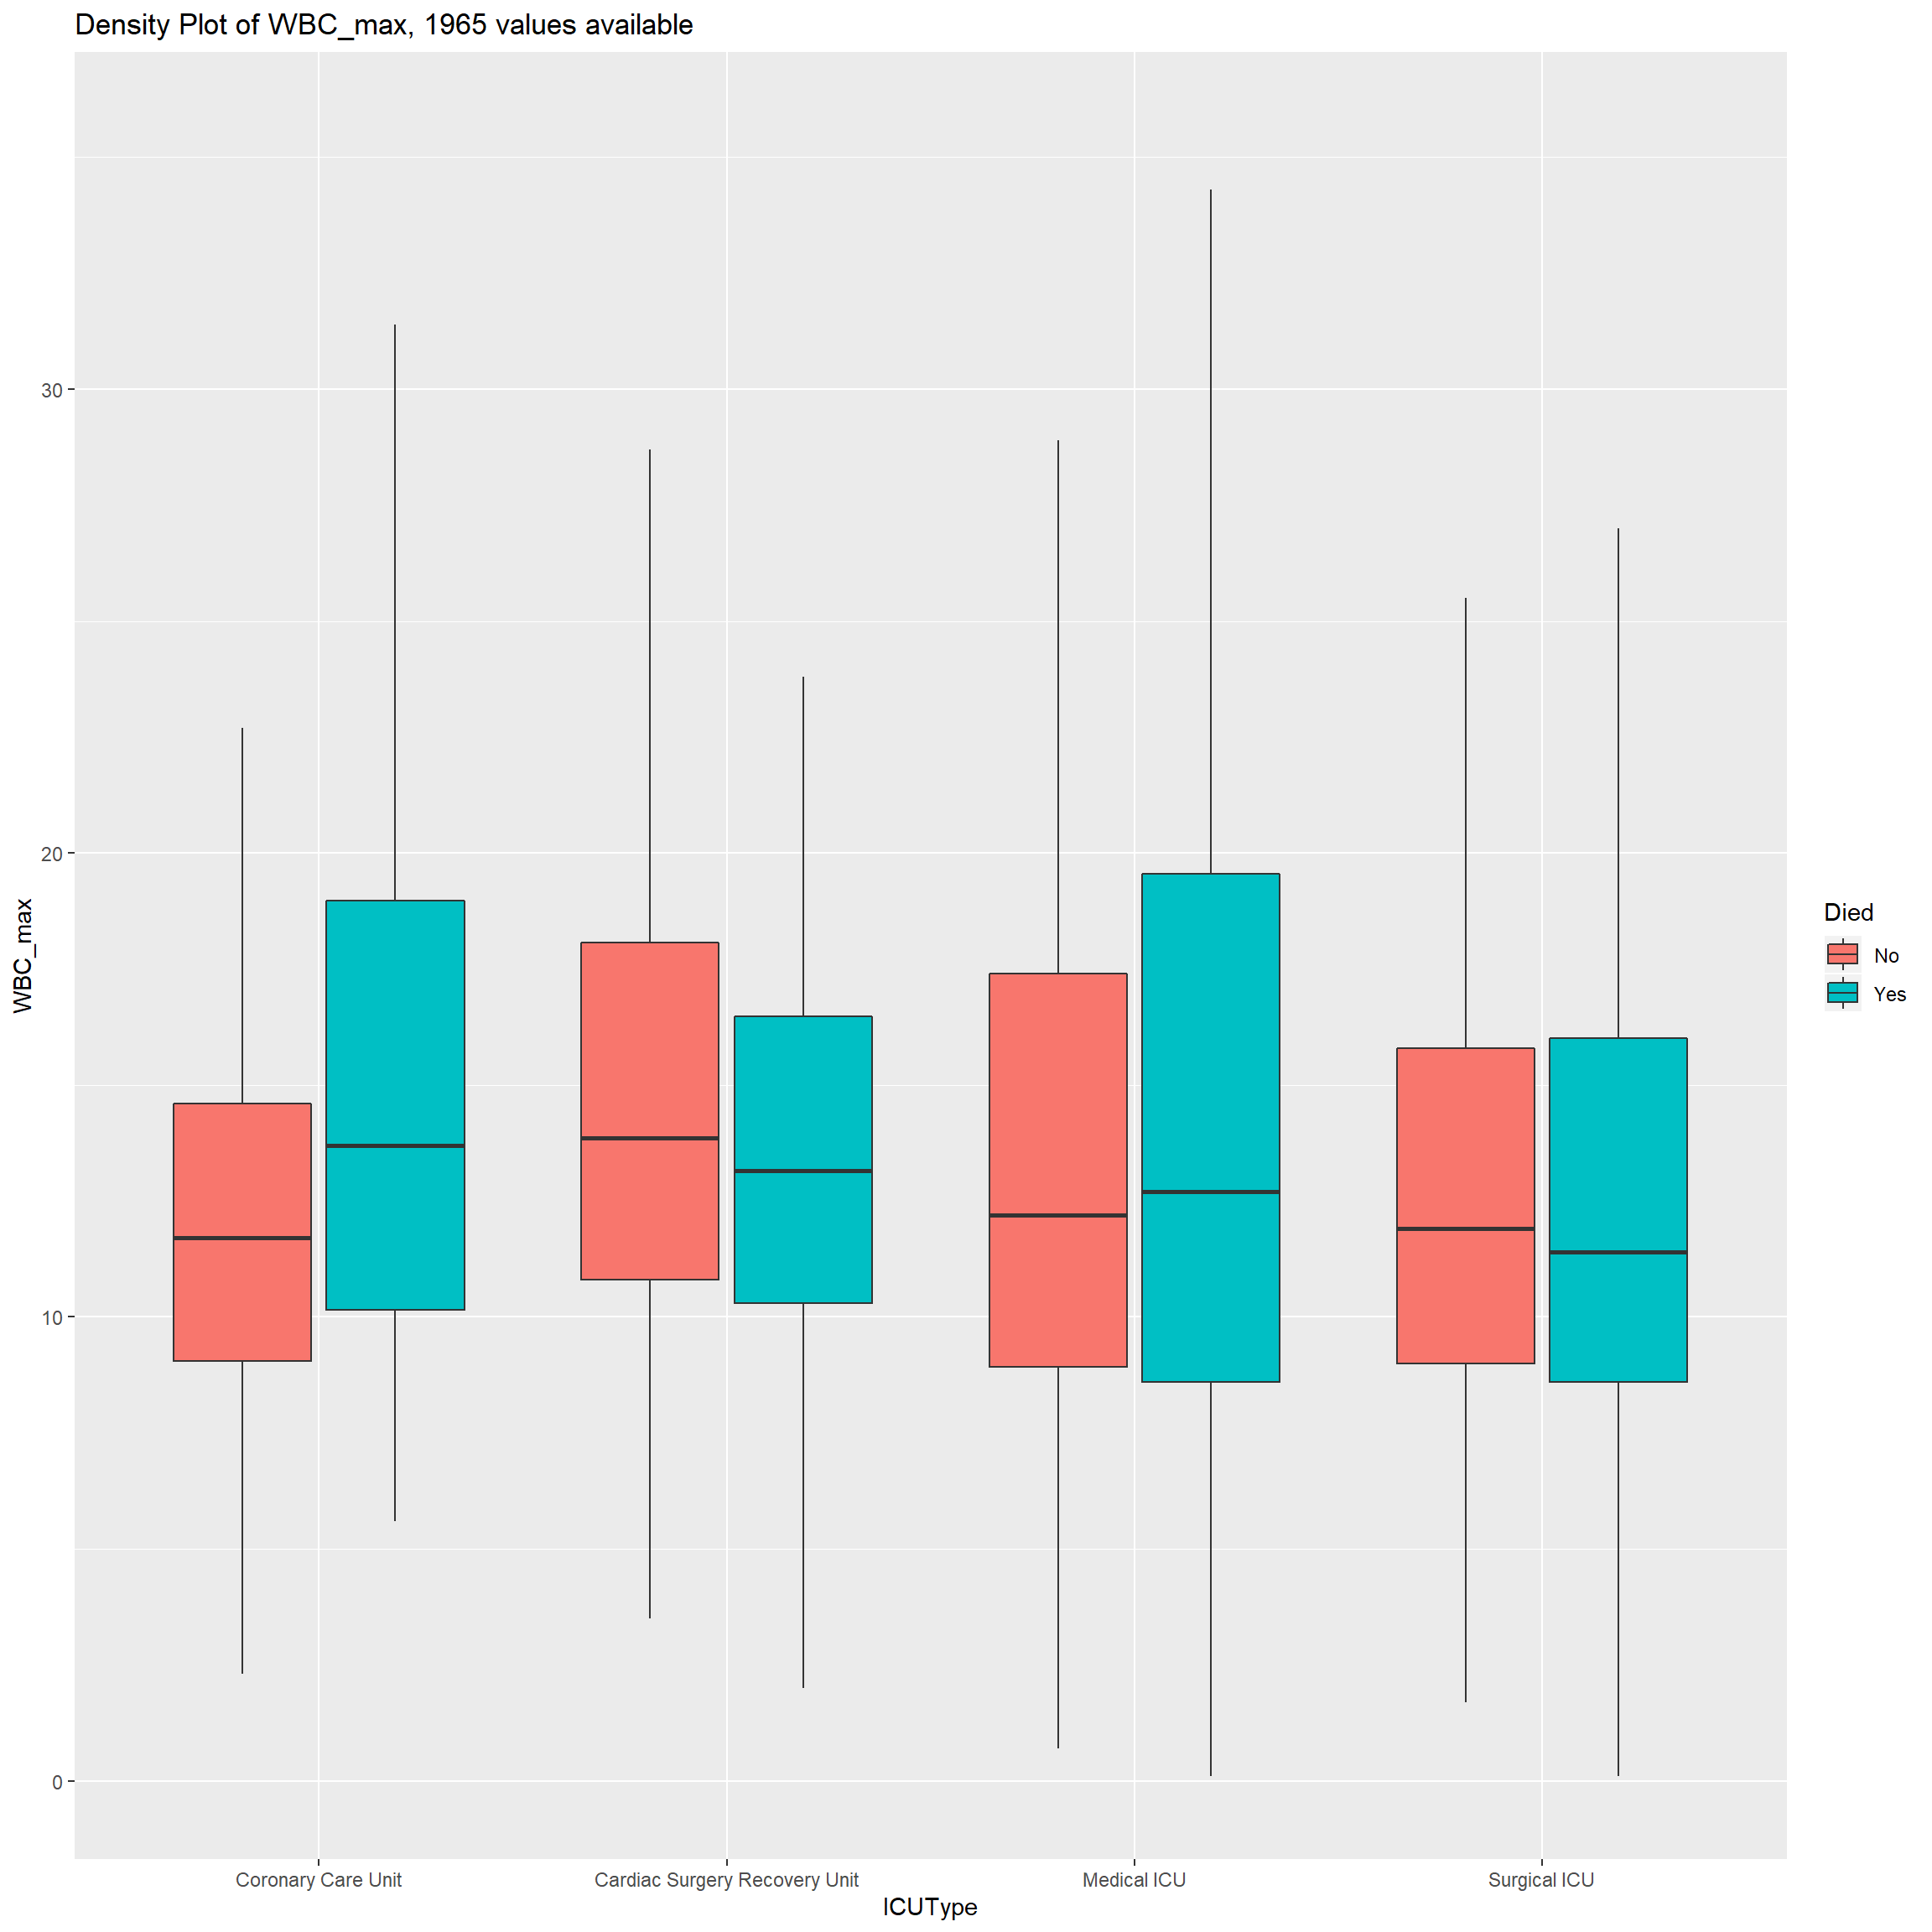 Density Plot of WBC_max, 1965 values available
30
20
10
0
WBC_max
Coronary Care Unit
Cardiac Surgery Recovery Unit
Medical ICU
Surgical ICU
ICUType
Died
No
Yes